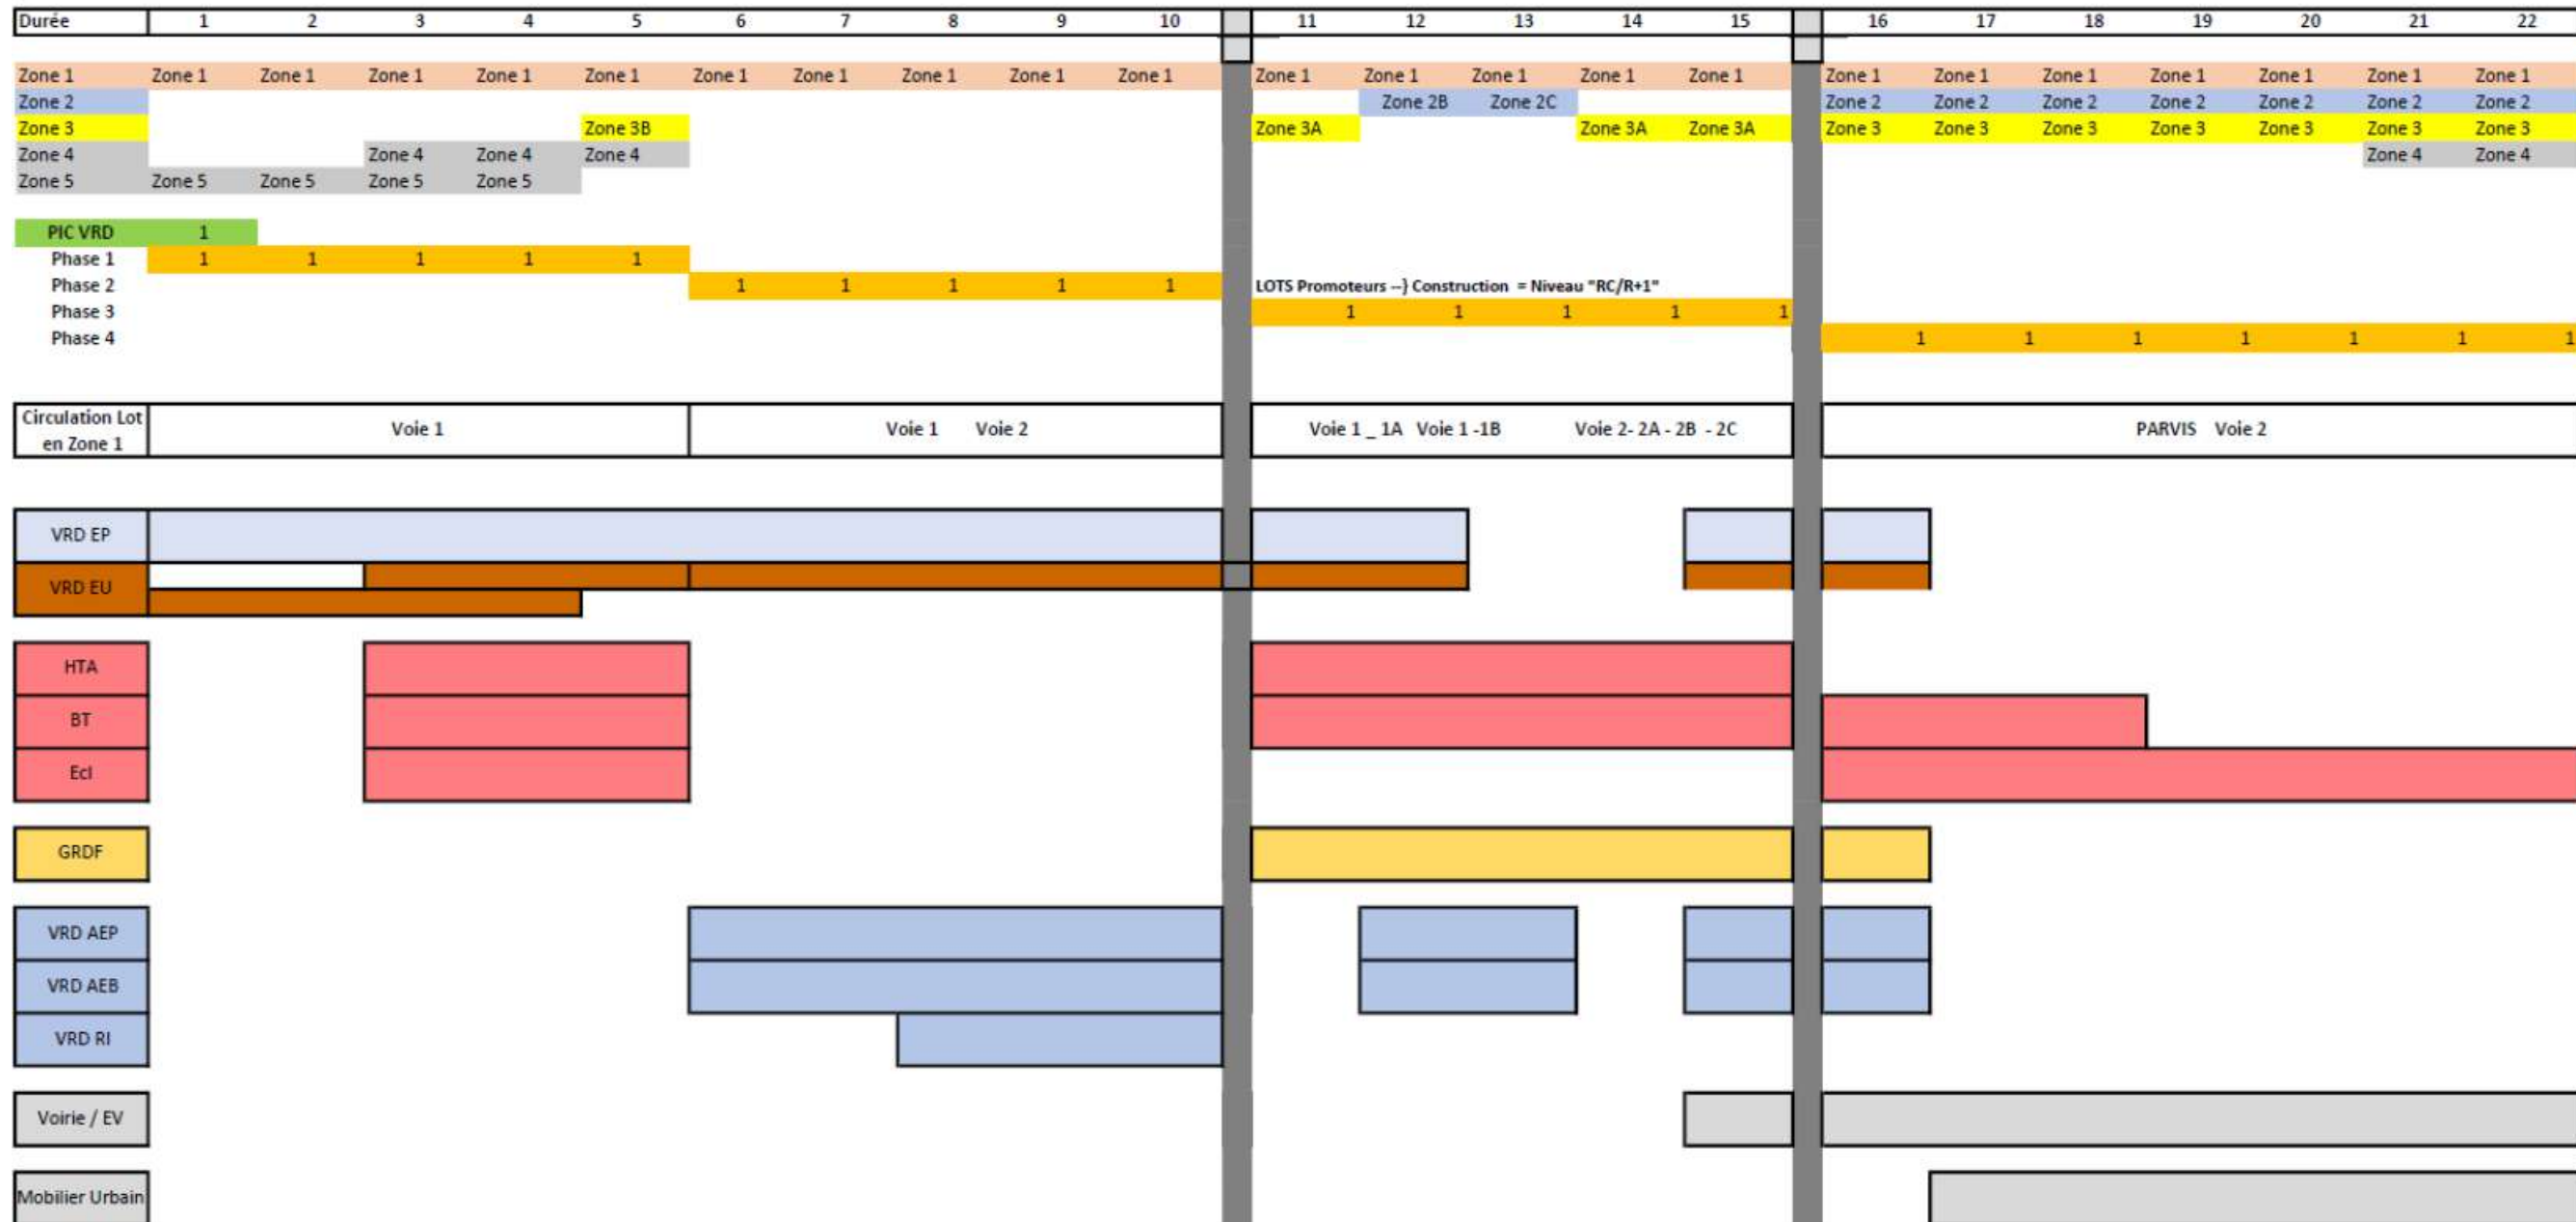 Durée 1 2 3 4 5 6 7 8 9 10 11 12 13 14 15 16 17 18 19 20 21 22
Zone 1 Zone 1 Zone 1 Zone 1 Zone 1 Zone 1 Zone 1 Zone 1 Zone 1 Zone 1 Zone 1 Zone 1 Zone 1 Zone 1 Zone 1 Zone 1 Zone 1 Zone 1 Zone 1 Zone 1 Zone 1 Zone 1 Zone 1
Zone 2 Zone 2B Zone 2C Zone 2 Zone 2 Zone 2 Zone 2 Zone 2 Zone 2 Zone 2
Zone 3 Zone 3B Zone 3A Zone 3A Zone 3A Zone 3 Zone 3 Zone 3 Zone 3 Zone 3 Zone 3 Zone 3
Zone 4 Zone 4 Zone 4 Zone 4 Zone 4 Zone 4
Zone 5 Zone 5 Zone 5 Zone 5 Zone 5
PIC VRD 1
Phase 1 1 1 1 1 1
Phase 2 1 1 1 1 1 LOTS Promoteurs --} Construction = Niveau "RC/R+1"
Phase 3 1 1 1 1 1
Phase 4 1 1 1 1 1 1 1
Circulation Lot
en Zone 1
Voie 1 Voie 1 Voie 2 Voie 1 _ 1A Voie 1 -1B Voie 2- 2A - 2B - 2C PARVIS Voie 2
VRD EP
VRD EU
HTA
BT
Ecl
GRDF
VRD AEP
VRD AEB
VRD RI
Voirie / EV
Mobilier Urbain